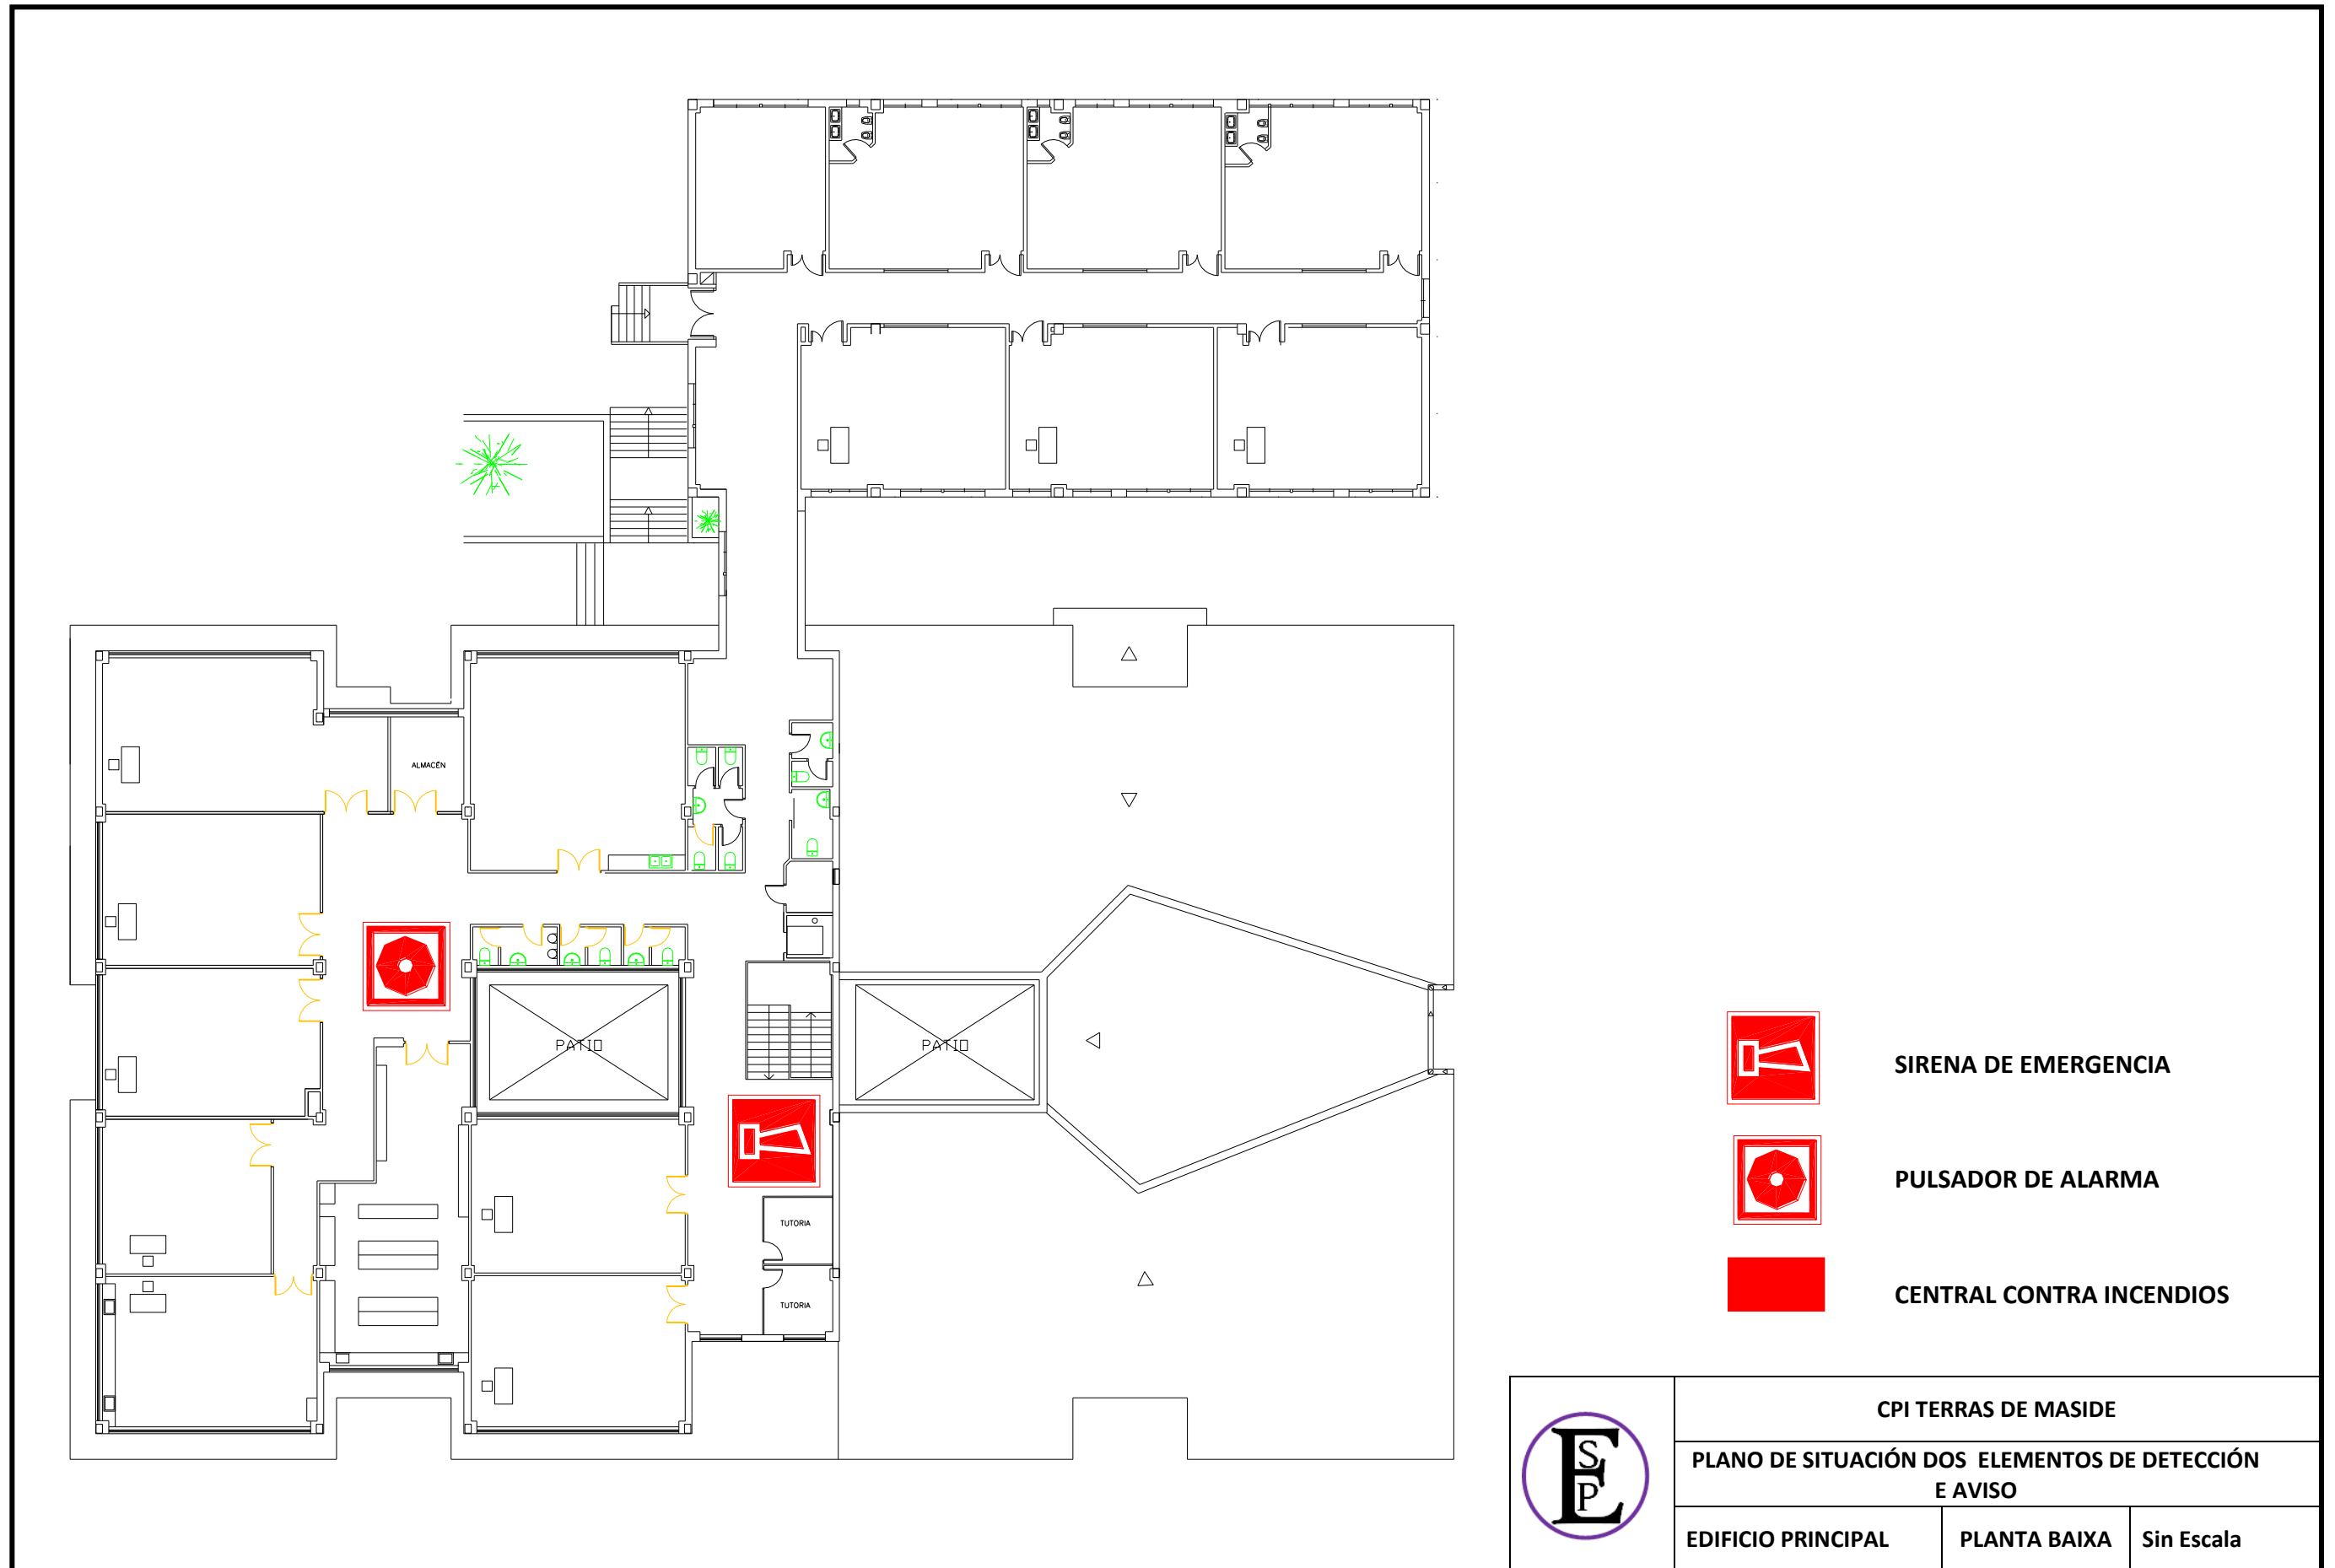 ALMACÉN
PATIO
PATIO
TUTORIA
TUTORIA
SIRENA DE EMERGENCIA
PULSADOR DE ALARMA
CENTRAL CONTRA INCENDIOS
ESP
CPI TERRAS DE MASIDE
PLANO DE SITUACIÓN DOS ELEMENTOS DE DETECCIÓN
E AVISO
EDIFICIO PRINCIPAL
PLANTA BAIXA
Sin Escala